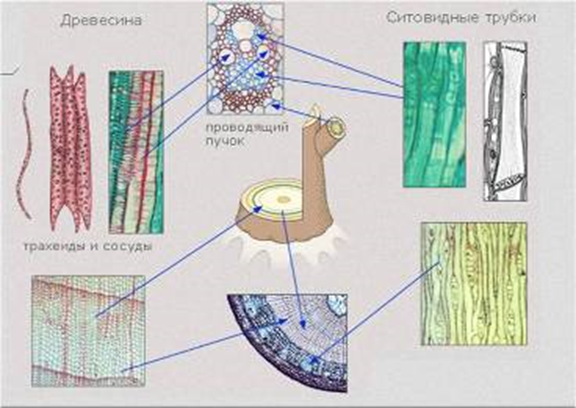 Древесина
Ситовидные трубки
проводящий
пучок
трахеиды и сосуды